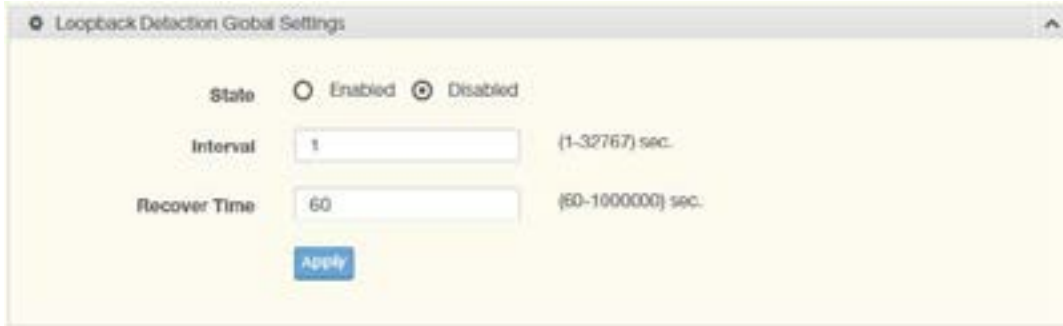 Loopback Detection Global Settings
State Enabled Disabled
Interval 1 (1-32767) sec.
Recover Time 60 (60-1000000) sec.
Apply